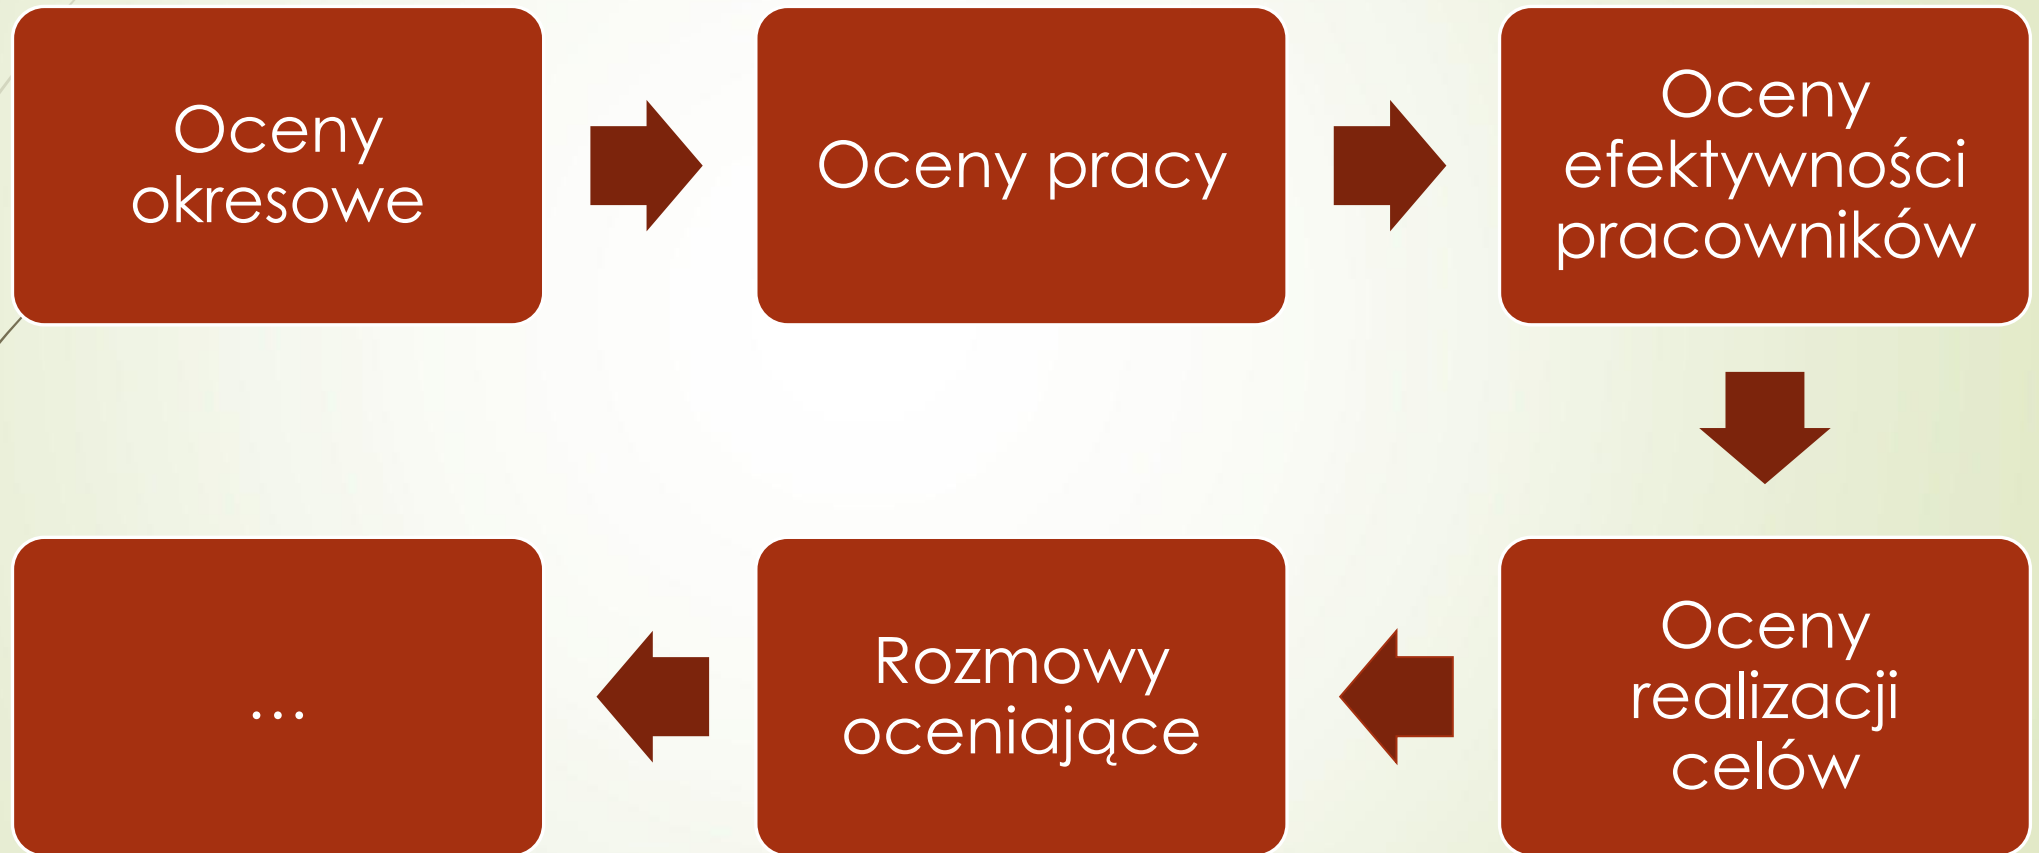 Oceny
okresowe
Oceny pracy
Oceny
efektywności
pracowników
Oceny
realizacji
celów
Rozmowy
oceniające
...